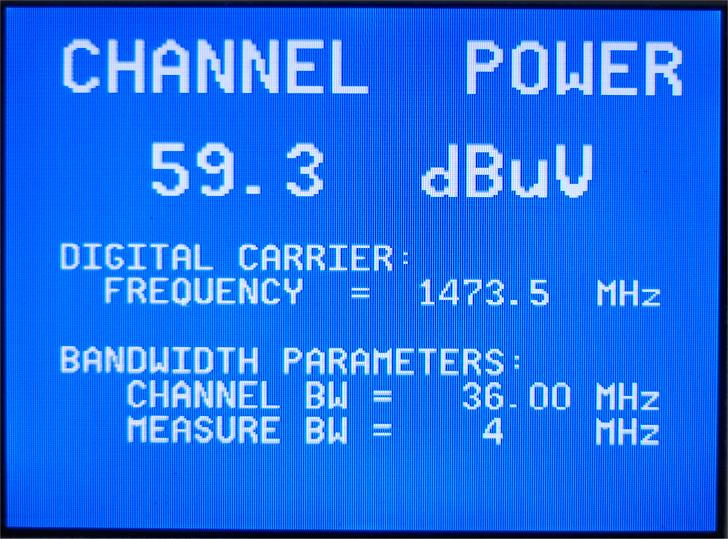 CHANNEL POWER
59.3 dBuV
DIGITAL CARRIER:
FREQUENCY = 1473.5 MHz
BANDWIDTH PARAMETERS:
CHANNEL BW = 36.00 MHz
MEASURE BW = 4 MHz